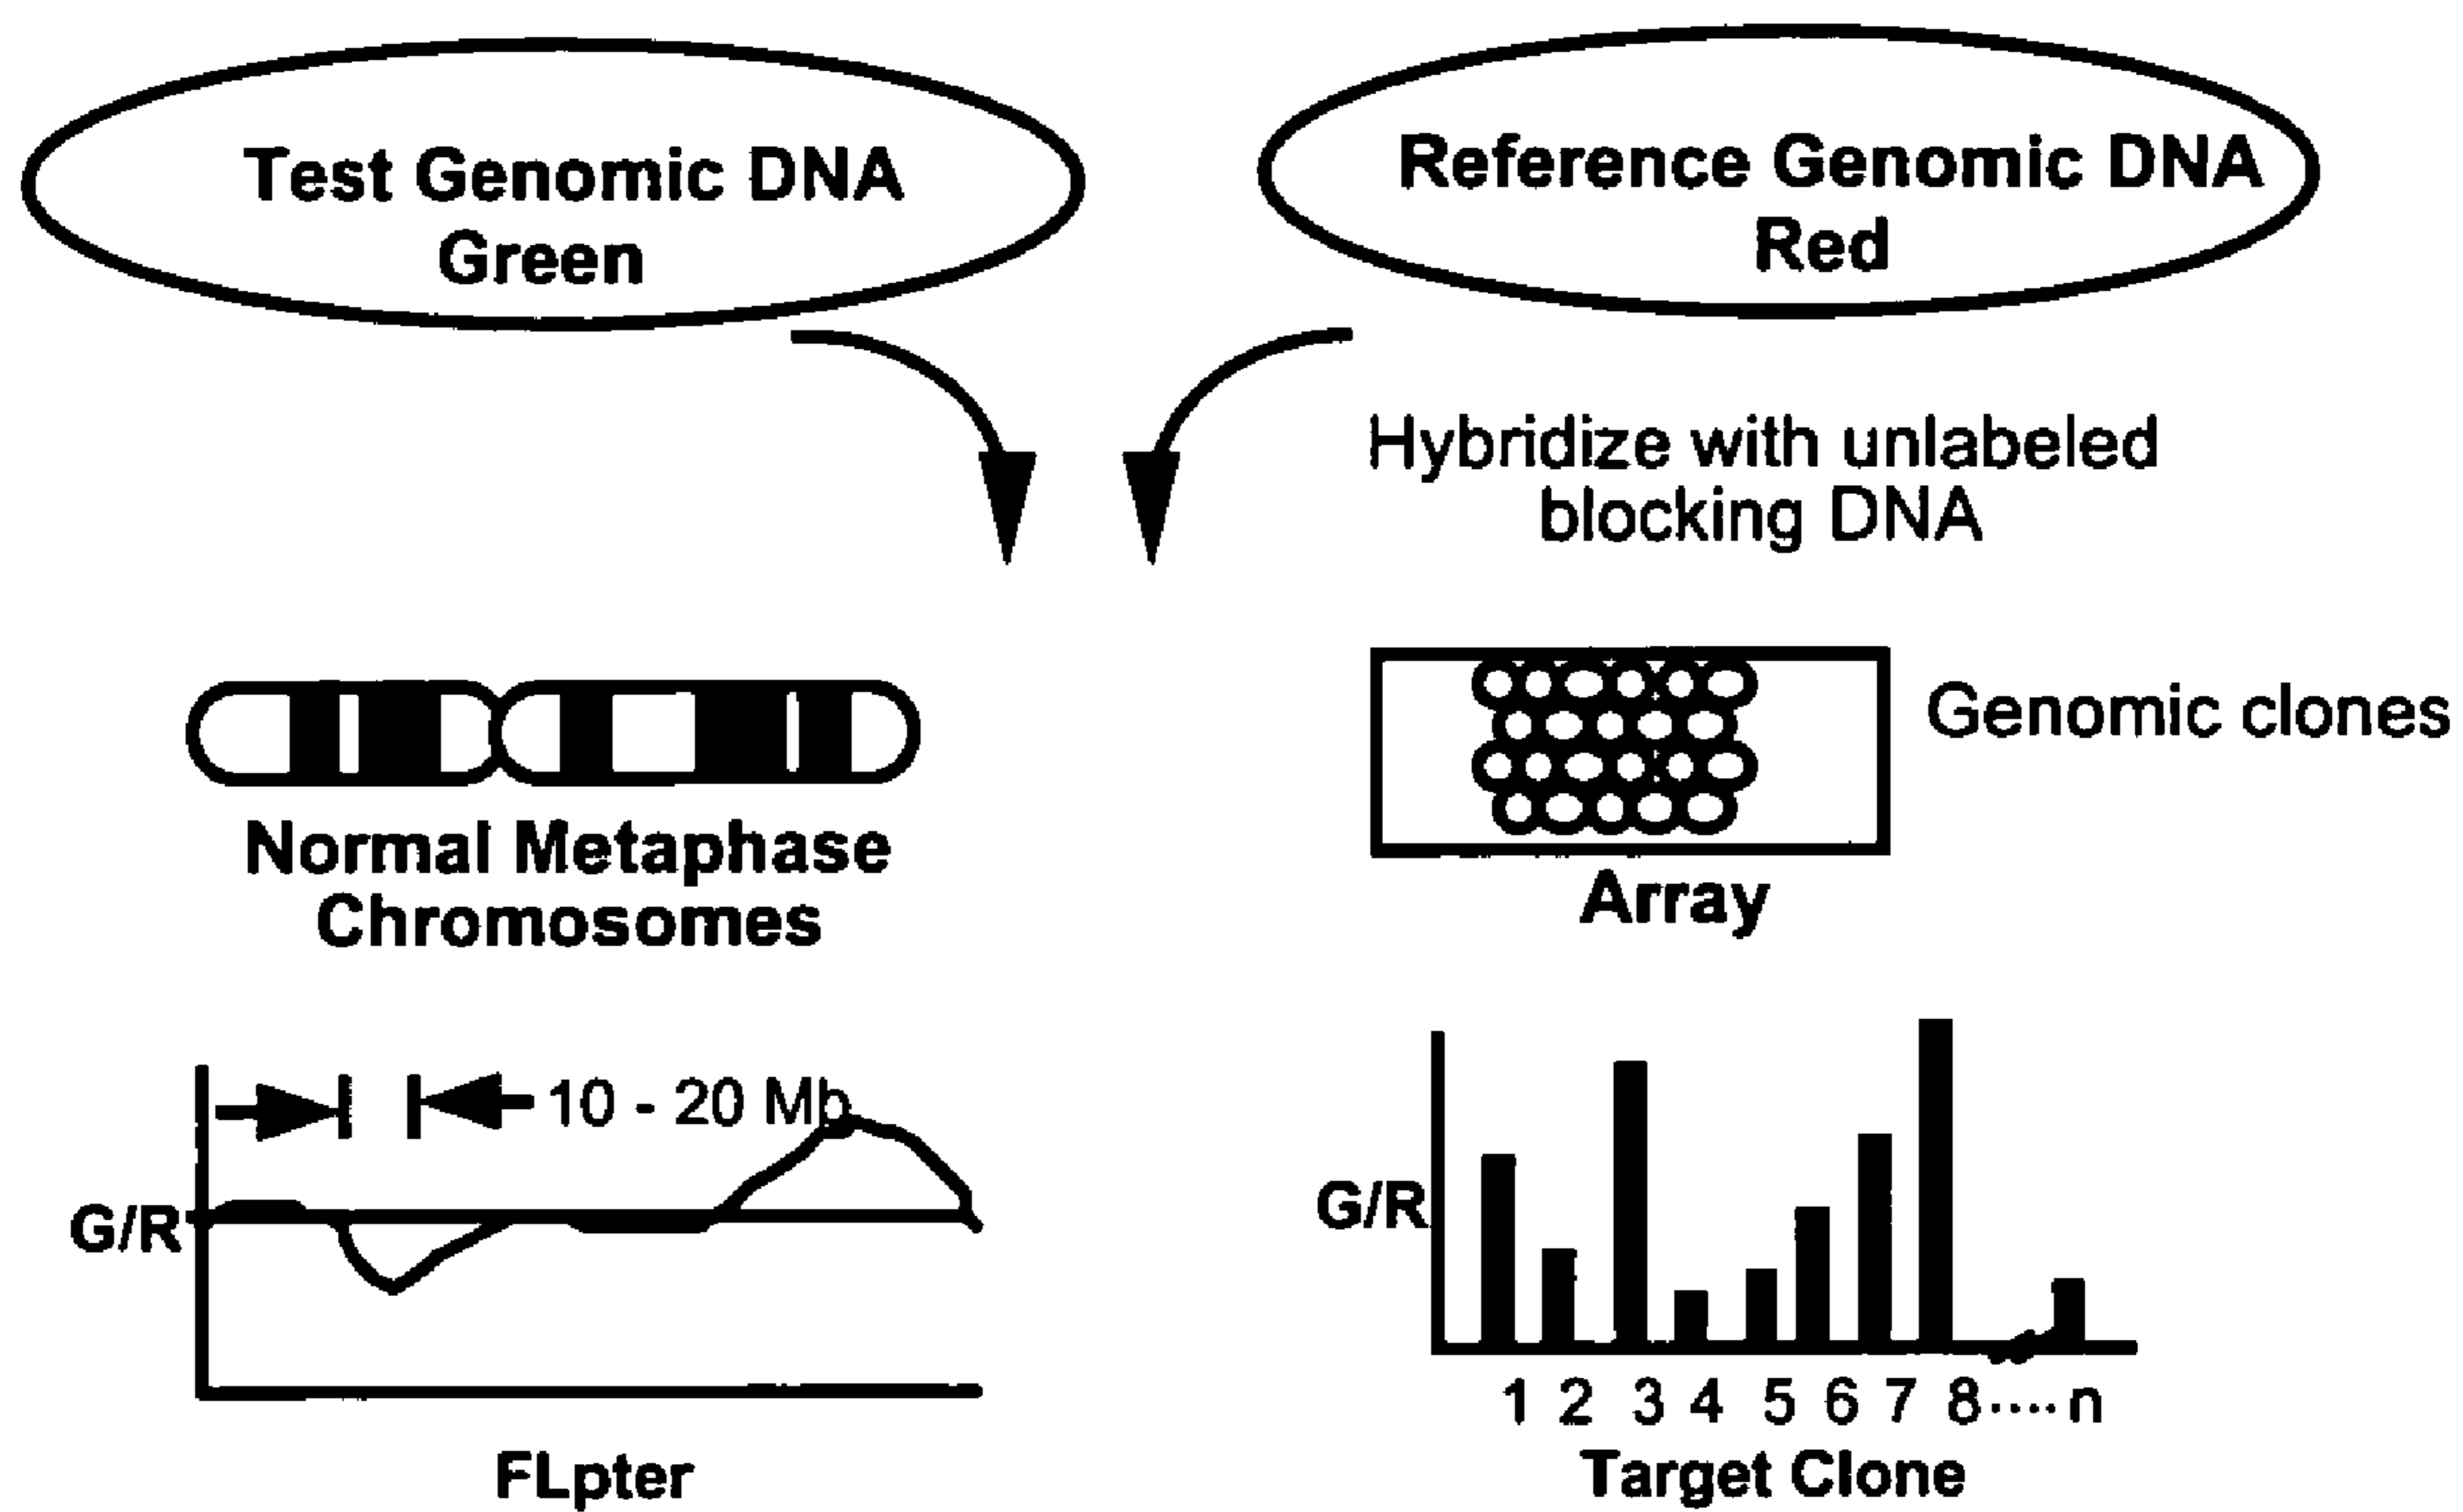 Test Genomic DNA
Green
Reference Genomic DNA
Red
Hybridize with unlabeled
blocking DNA
Normal Metaphase
Chromosomes
Genomic clones
Array
10 - 20 Mb
G/R
FLpter
G/R
1 2 3 4 5 6 7 8....n
Target Clone